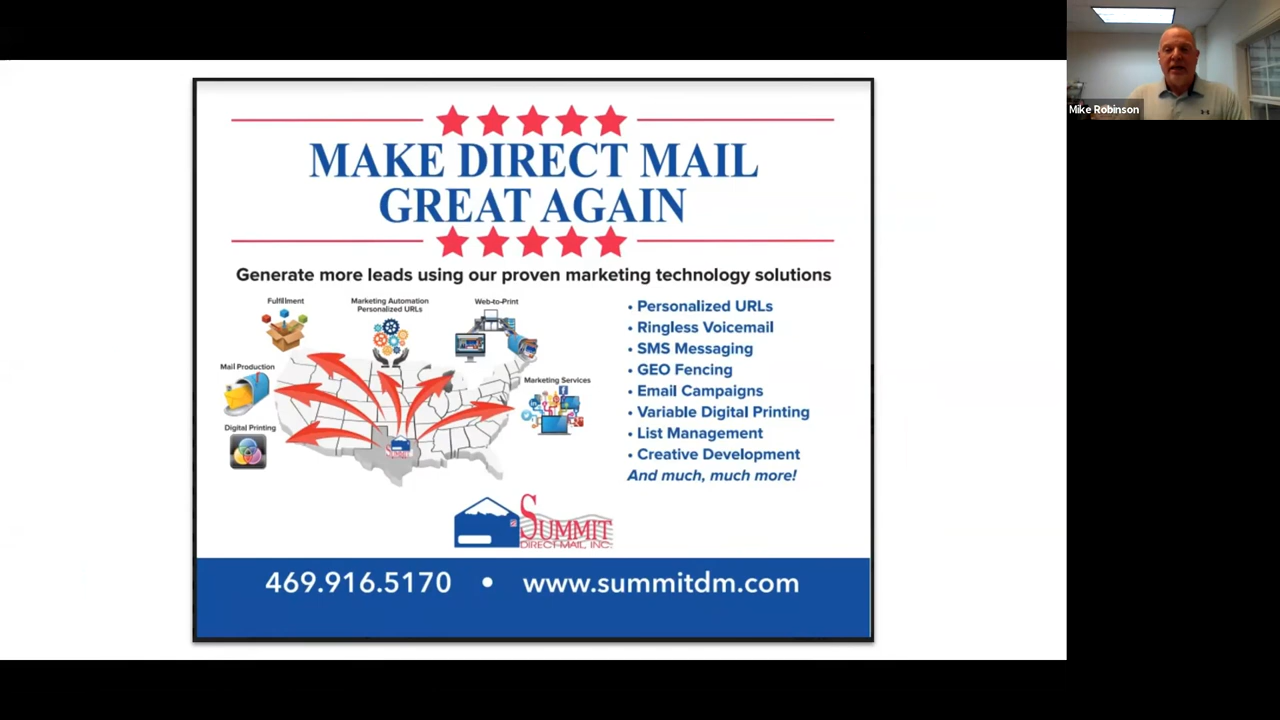 Mike Robinson
MAKE DIRECT MAIL
GREAT AGAIN
Generate more leads using our proven marketing technology solutions
Fulfillment
Marketing Automation
Personalized URLs
Web-to-Print
Mail Production
Marketing Services
Digital Printing
SUMMIT
• Personalized URLs
• Ringless Voicemail
• SMS Messaging
• GEO Fencing
• Email Campaigns
• Variable Digital Printing
• List Management
• Creative Development
And much, much more!
SUMMIT
DIRECT MAIL, INC.
469.916.5170 • www.summitdm.com